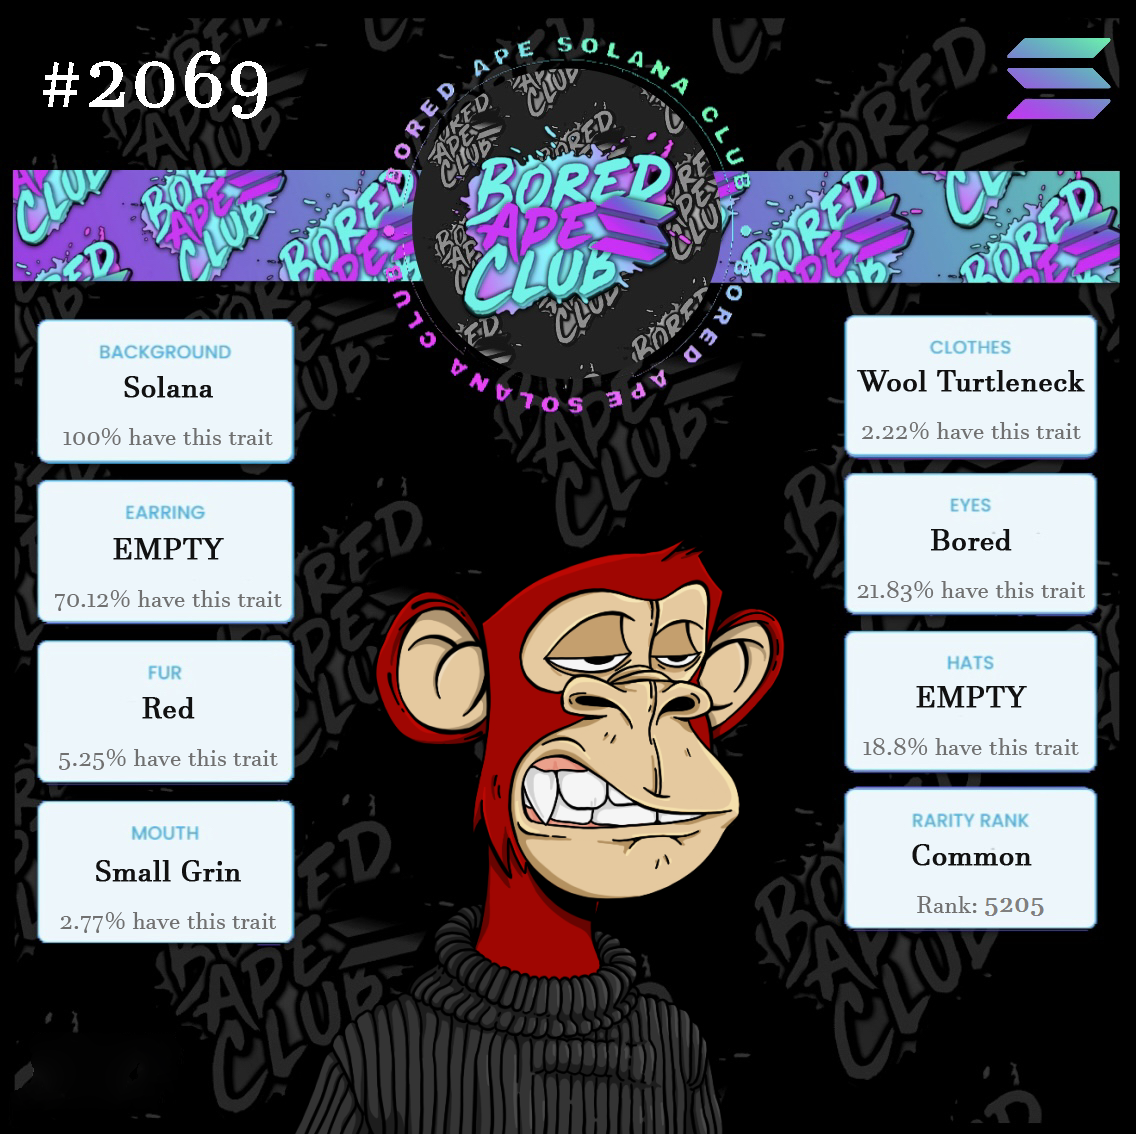 #2069
BORED APE SOLANA CLUB
BORED APE SOLANA CLUB
BORED
APE
CLUB
BACKGROUND
Solana
100% have this trait
EARRING
EMPTY
70.12% have this trait
FUR
Red
5.25% have this trait
MOUTH
Small Grin
2.77% have this trait
CLOTHES
Wool Turtleneck
2.22% have this trait
EYES
Bored
21.83% have this trait
HATS
EMPTY
18.8% have this trait
RARITY RANK
Common
Rank: 5205